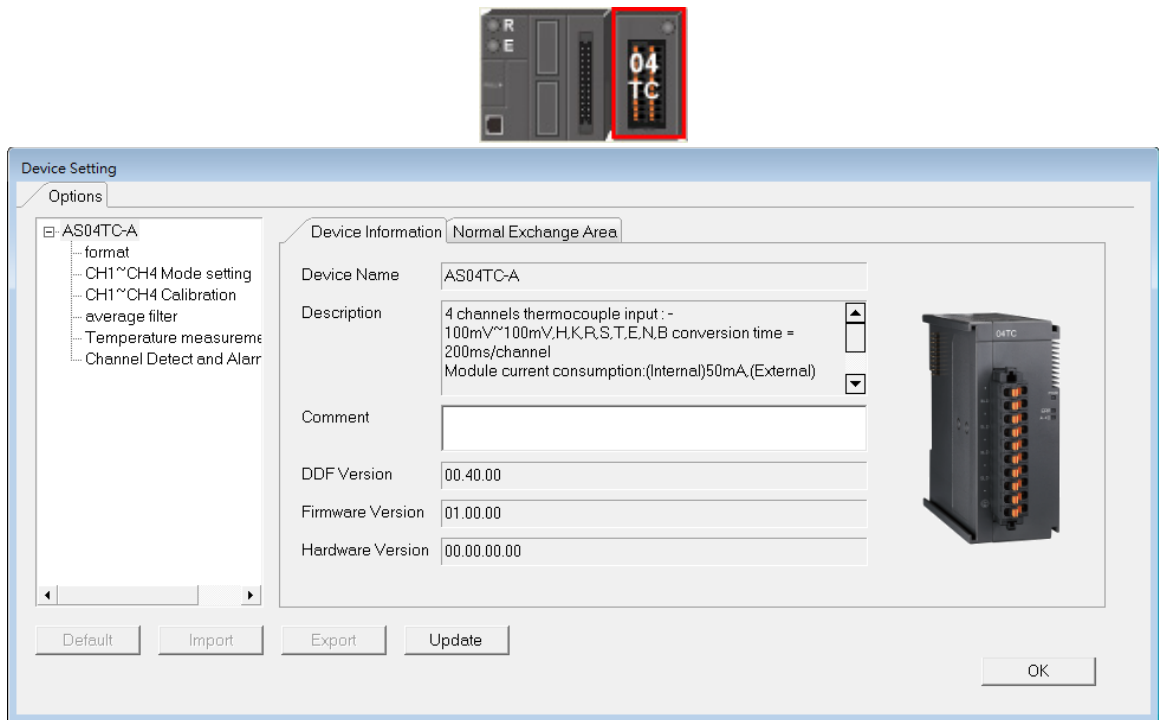 R
E
04
TC
Device Setting
Options
AS04TC-A
format
CH1~CH4 Mode setting
CH1~CH4 Calibration
average filter
Temperature measureme
Channel Detect and Alarr
Device Information
Normal Exchange Area
Device Name
AS04TC-A
Description
4 channels thermocouple input : -
100mV~100mV,H,K,R,S,T,E,N,B conversion time =
200ms/channel
Module current consumption:(Internal)50mA,(External)
Comment
DDF Version
00.40.00
Firmware Version
01.00.00
Hardware Version
00.00.00.00
04TC
Default
Import
Export
Update
OK